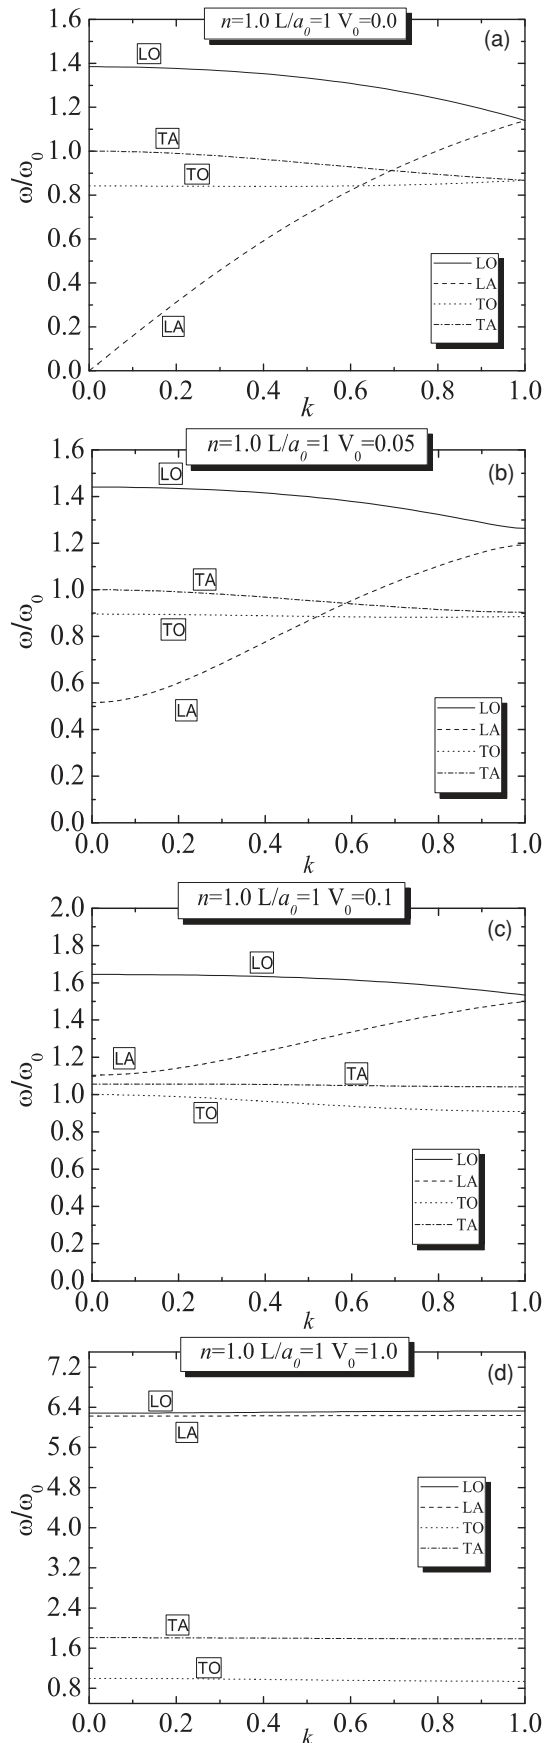 n=1.0 L/a₀=1 V₀=0.0
(a)
1.6
1.4
1.2
1.0
0.8
0.6
0.4
0.2
0.0
ω/ω₀
LO
TA
TO
LA
LO
LA
TO
TA
0.0 0.2 0.4 0.6 0.8 1.0
k
n=1.0 L/a₀=1 V₀=0.05
(b)
1.6
1.4
1.2
1.0
0.8
0.6
0.4
0.2
0.0
ω/ω₀
LO
TA
TO
LA
LO
LA
TO
TA
0.0 0.2 0.4 0.6 0.8 1.0
k
n=1.0 L/a₀=1 V₀=0.1
(c)
2.0
1.8
1.6
1.4
1.2
1.0
0.8
0.6
0.4
0.2
0.0
ω/ω₀
LO
LA
TA
TO
LO
LA
TO
TA
0.0 0.2 0.4 0.6 0.8 1.0
k
n=1.0 L/a₀=1 V₀=1.0
(d)
7.2
6.4
5.6
4.8
4.0
3.2
2.4
1.6
0.8
ω/ω₀
LO
LA
TA
TO
LO
LA
TO
TA
0.0 0.2 0.4 0.6 0.8 1.0
k